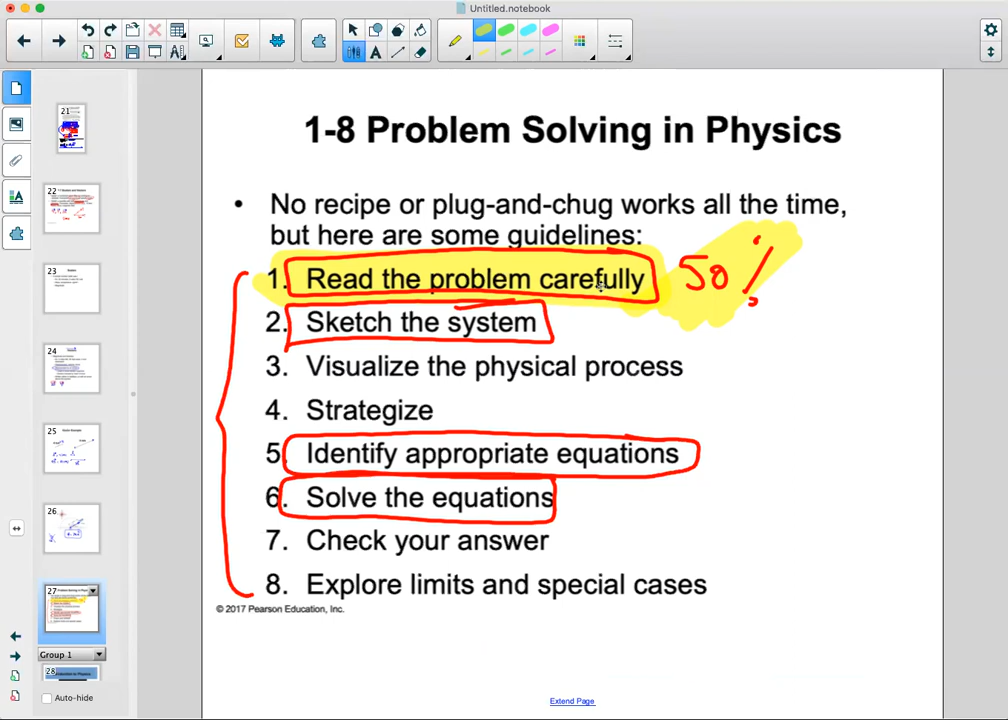 Untitled.notebook
1-8 Problem Solving in Physics
• No recipe or plug-and-chug works all the time,
but here are some guidelines:
1. Read the problem carefully 50%
2. Sketch the system
3. Visualize the physical process
4. Strategize
5. Identify appropriate equations
6. Solve the equations
7. Check your answer
8. Explore limits and special cases
© 2017 Pearson Education, Inc.
Extend Page
21
22
23
24
25
26
27
Group 1
28
Auto-hide